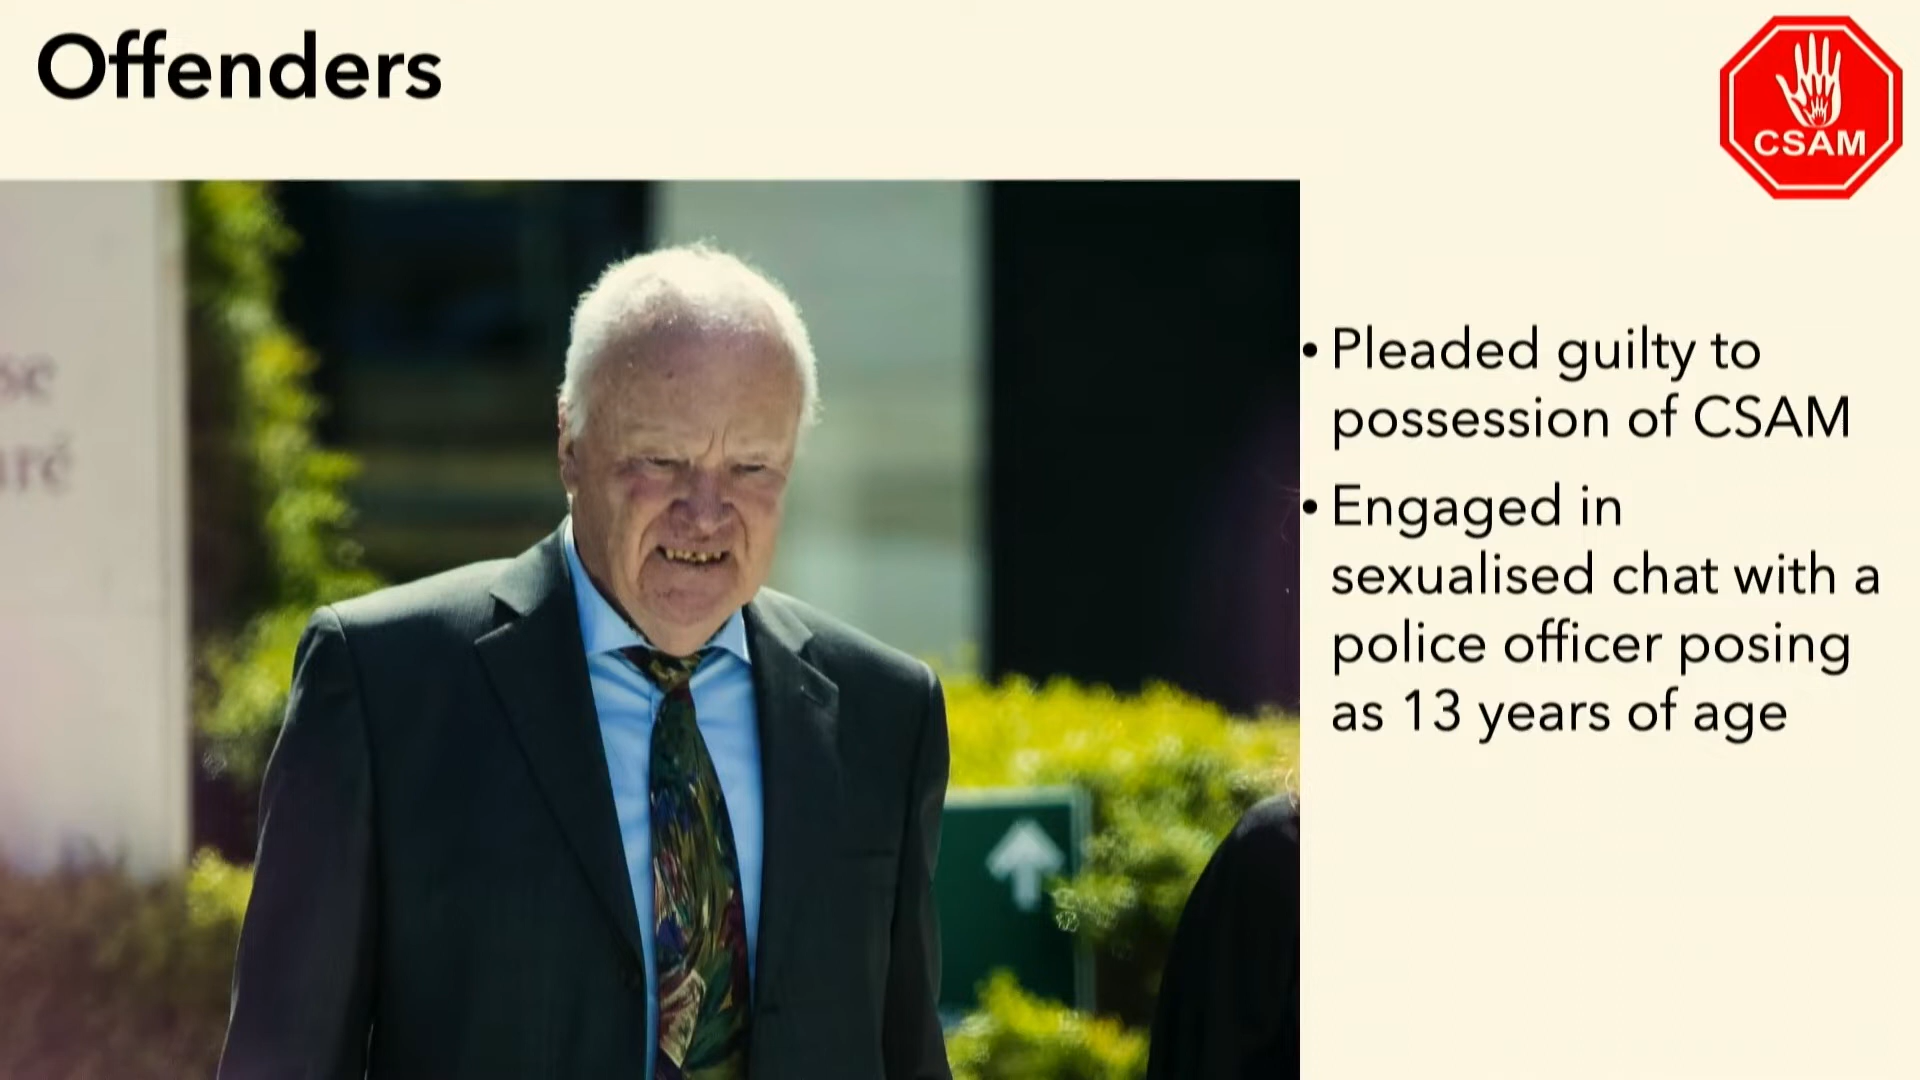 Offenders
CSAM
• Pleaded guilty to
possession of CSAM
• Engaged in
sexualised chat with a
police officer posing
as 13 years of age